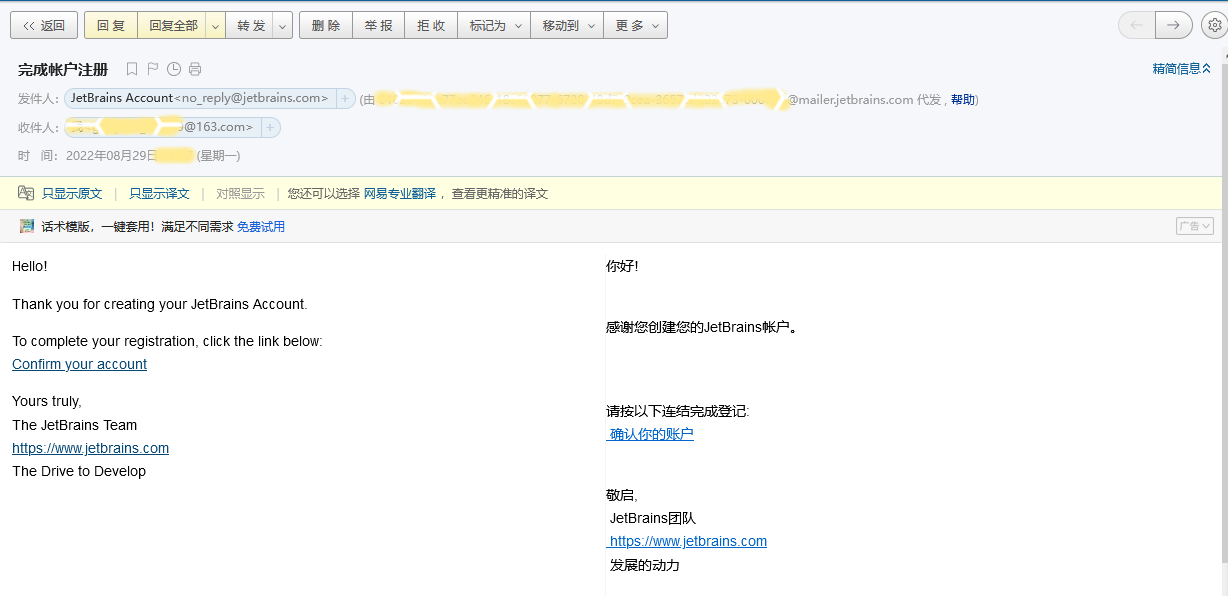 返回 回 复 回复全部 转 发 删 除 举 报 拒 收 标记为 移动到 更 多
完成帐户注册
精简信息
发件人: JetBrains Account<no_reply@jetbrains.com> + (由 @mailer.jetbrains.com 代发 , 帮助)
收件人: @163.com> +
时 间: 2022年08月29日 (星期一)
只显示原文 | 只显示译文 | 对照显示 | 您还可以选择 网易专业翻译 ，查看更精准的译文
话术模版，一键套用！满足不同需求 免费试用
广告
Hello!
Thank you for creating your JetBrains Account.
To complete your registration, click the link below:
Confirm your account
Yours truly,
The JetBrains Team
https://www.jetbrains.com
The Drive to Develop
你好!
感谢您创建您的JetBrains帐户。
请按以下连结完成登记:
确认你的账户
敬启,
JetBrains团队
https://www.jetbrains.com
发展的动力